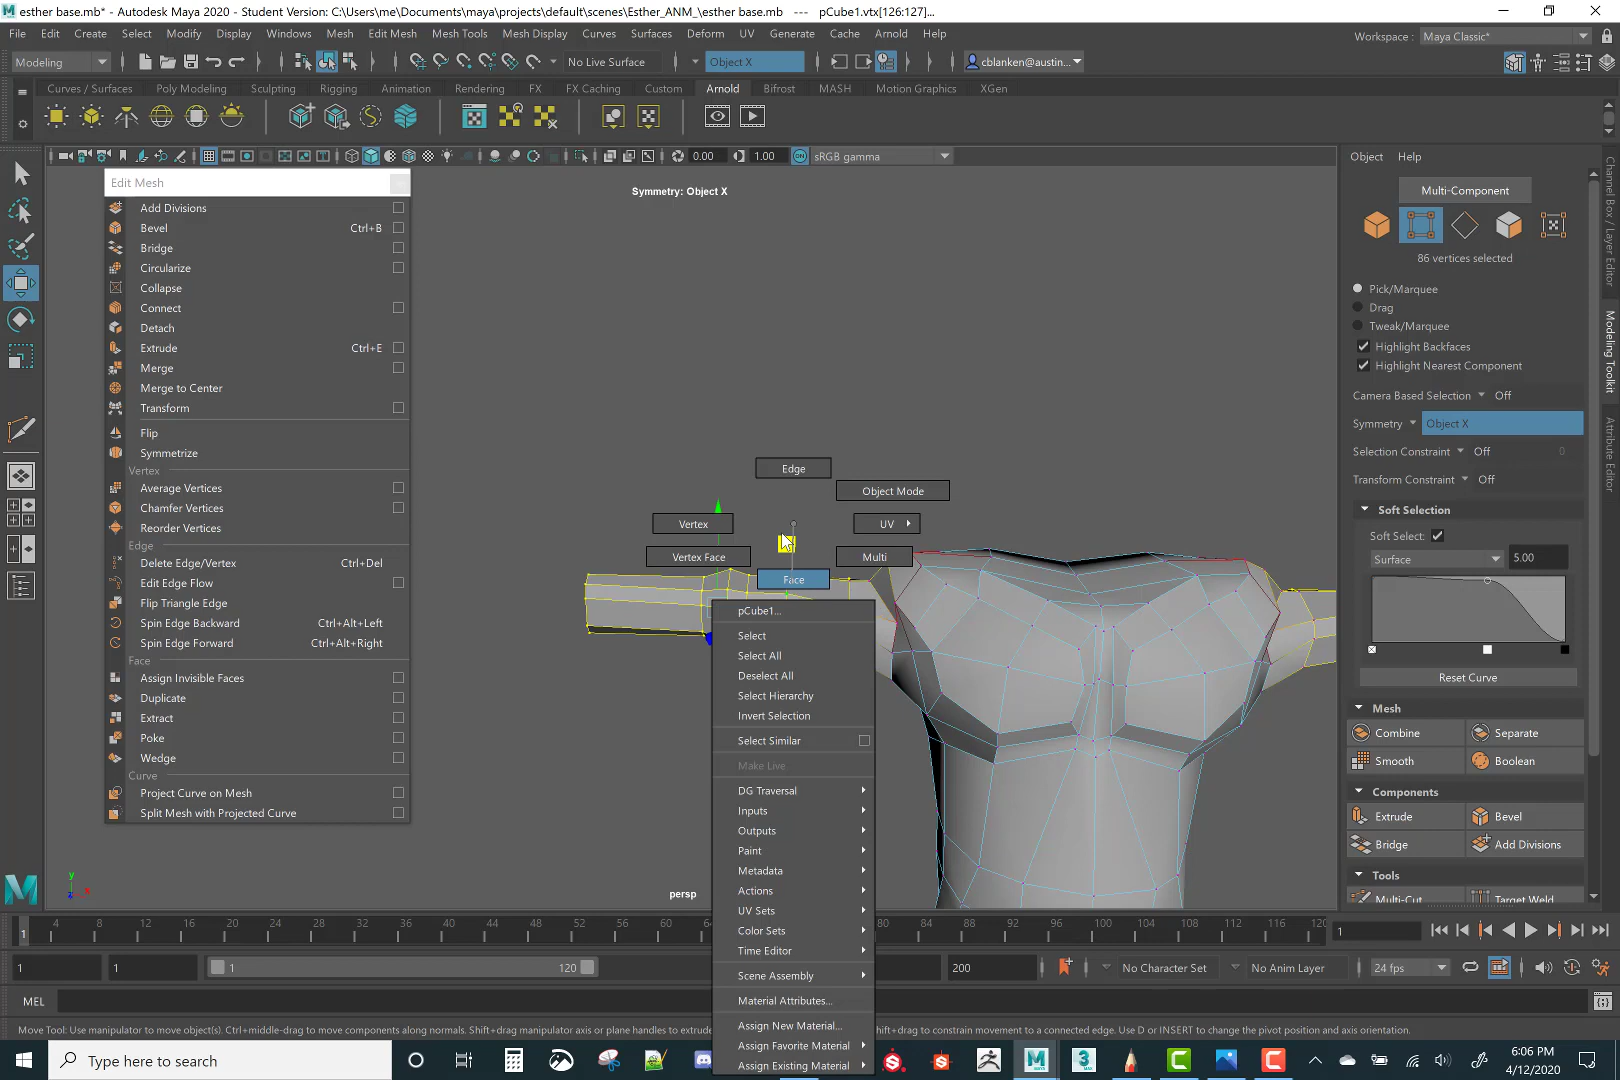 esther base.mb* - Autodesk Maya 2020 - Student Version: C:\Users\me\Documents\maya\projects\default\scenes\Esther_ANM_\esther base.mb --- pCube1.vtx[126:127]...
File Edit Create Select Modify Display Windows Mesh Edit Mesh Mesh Tools Mesh Display Curves Surfaces Deform UV Generate Cache Arnold Help
Workspace : Maya Classic*
Modeling No Live Surface Object X cblanken@austin...
Curves / Surfaces Poly Modeling Sculpting Rigging Animation Rendering FX FX Caching Custom Arnold Bifrost MASH Motion Graphics XGen
0.00 1.00 ON sRGB gamma
Symmetry: Object X
Edit Mesh
Add Divisions
Bevel Ctrl+B
Bridge
Circularize
Collapse
Connect
Detach
Extrude Ctrl+E
Merge
Merge to Center
Transform
Flip
Symmetrize
Vertex
Average Vertices
Chamfer Vertices
Reorder Vertices
Edge
Delete Edge/Vertex Ctrl+Del
Edit Edge Flow
Flip Triangle Edge
Spin Edge Backward Ctrl+Alt+Left
Spin Edge Forward Ctrl+Alt+Right
Face
Assign Invisible Faces
Duplicate
Extract
Poke
Wedge
Curve
Project Curve on Mesh
Split Mesh with Projected Curve
Edge
Object Mode
Vertex
UV
Vertex Face
Multi
Face
pCube1...
Select
Select All
Deselect All
Select Hierarchy
Invert Selection
Select Similar
Make Live
DG Traversal
Inputs
Outputs
Paint
Metadata
Actions
UV Sets
Color Sets
Time Editor
Scene Assembly
Material Attributes...
Assign New Material...
Assign Favorite Material
Assign Existing Material
y
x
z
persp
Object Help
Multi-Component
86 vertices selected
Pick/Marquee
Drag
Tweak/Marquee
Highlight Backfaces
Highlight Nearest Component
Camera Based Selection Off
Symmetry Object X
Selection Constraint Off 0
Transform Constraint Off
Soft Selection
Soft Select:
Surface 5.00
Reset Curve
Mesh
Combine Separate
Smooth Boolean
Components
Extrude Bevel
Bridge Add Divisions
Tools
Multi-Cut Target Weld
Channel Box / Layer Editor
Modeling Toolkit
Attribute Editor
1 4 8 12 16 20 24 28 32 36 40 44 48 52 56 60 80 84 88 92 96 100 104 108 112 116 120
1
1 1 1 120 200 No Character Set No Anim Layer 24 fps
MEL
Move Tool: Use manipulator to move object(s). Ctrl+middle-drag to move components along normals. Shift+drag manipulator axis or plane handles to extrude shift+drag to constrain movement to a connected edge. Use D or INSERT to change the pivot position and axis orientation.
Type here to search
6:06 PM
4/12/2020